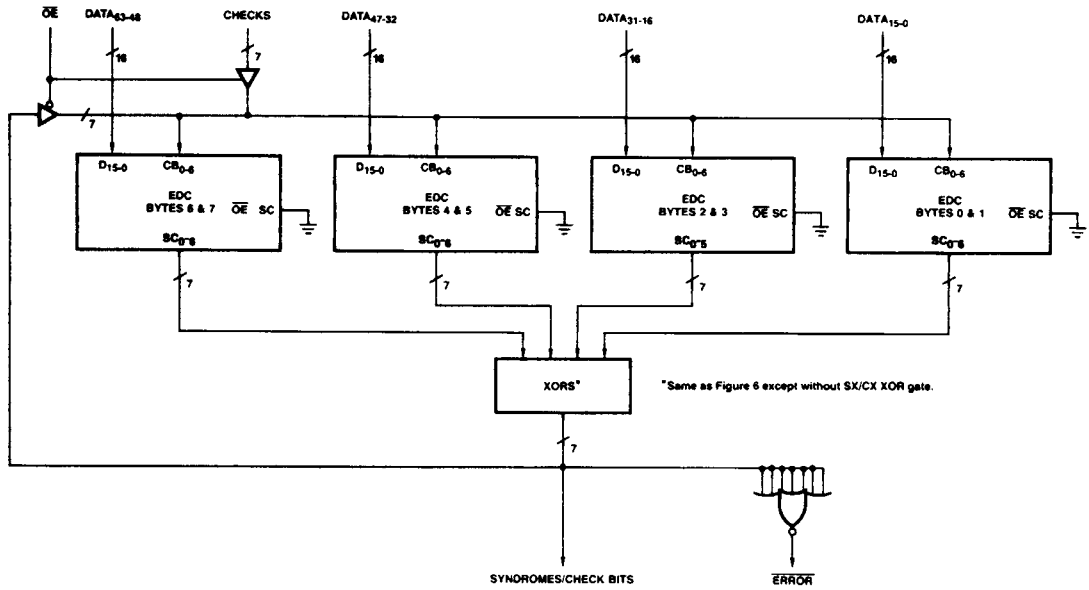 OE DATA63-48 CHECKS DATA47-32 DATA31-16 DATA15-0
16 7 16 16 16
7
D15-0 CB0-6 D15-0 CB0-6 D15-0 CB0-6 D15-0 CB0-6
EDC EDC EDC EDC
BYTES 6 & 7 OE SC BYTES 4 & 5 OE SC BYTES 2 & 3 OE SC BYTES 0 & 1 OE SC
SC0-6 SC0-6 SC0-6 SC0-6
7 7 7 7
XORS* *Same as Figure 6 except without SX/CX XOR gate.
7
SYNDROMES/CHECK BITS ERROR